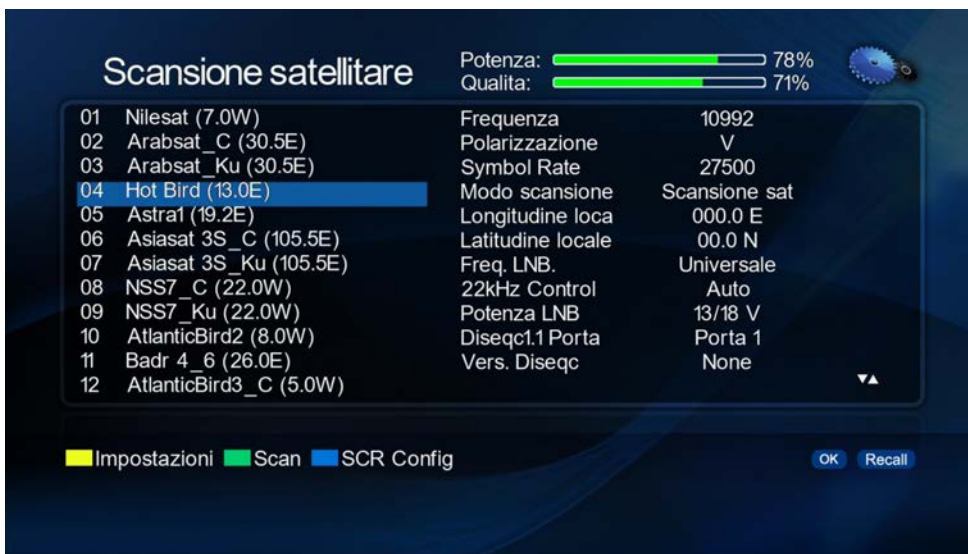 Scansione satellitare
Potenza: 78%
Qualita: 71%
01 Nilesat (7.0W)
02 Arabsat_C (30.5E)
03 Arabsat_Ku (30.5E)
04 Hot Bird (13.0E)
05 Astra1 (19.2E)
06 Asiasat 3S_C (105.5E)
07 Asiasat 3S_Ku (105.5E)
08 NSS7_C (22.0W)
09 NSS7_Ku (22.0W)
10 AtlanticBird2 (8.0W)
11 Badr 4_6 (26.0E)
12 AtlanticBird3_C (5.0W)
Frequenza 10992
Polarizzazione V
Symbol Rate 27500
Modo scansione Scansione sat
Longitudine loca 000.0 E
Latitudine locale 00.0 N
Freq. LNB. Universale
22kHz Control Auto
Potenza LNB 13/18 V
Diseqc1.1 Porta Porta 1
Vers. Diseqc None
Impostazioni Scan SCR Config
OK Recall